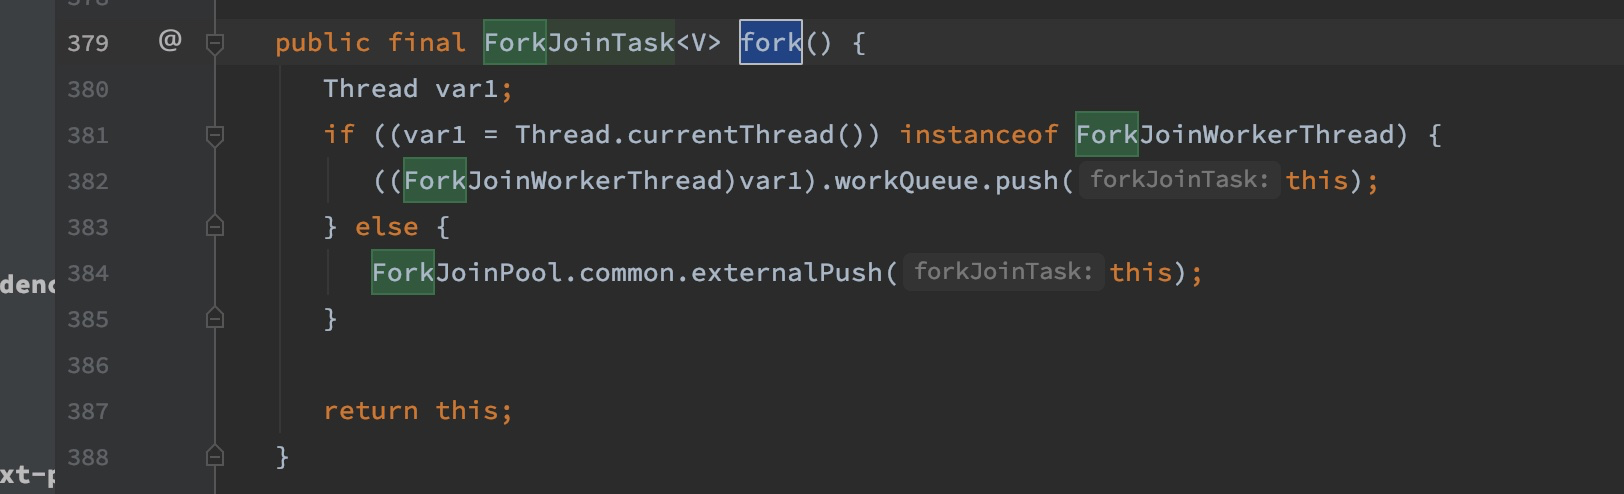 379 @ public final ForkJoinTask<V> fork() {
380 Thread var1;
381 if ((var1 = Thread.currentThread()) instanceof ForkJoinWorkerThread) {
382 ((ForkJoinWorkerThread)var1).workQueue.push( forkJoinTask: this);
383 } else {
denc
384 ForkJoinPool.common.externalPush( forkJoinTask: this);
385 }
386
387 return this;
388 }
xt-p